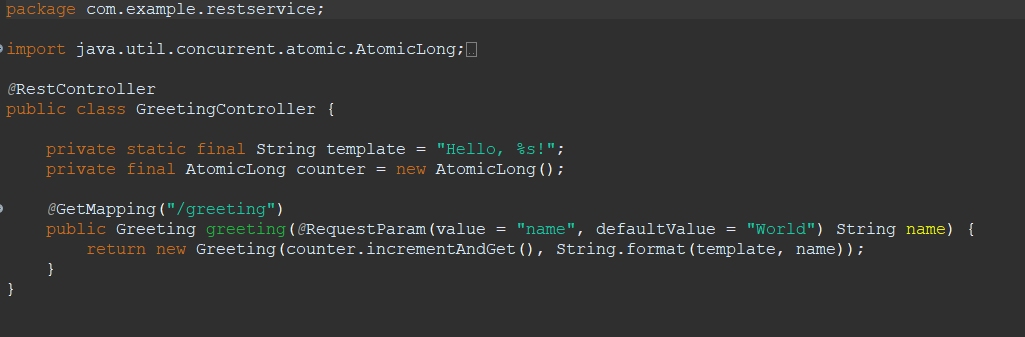 package com.example.restservice;
import java.util.concurrent.atomic.AtomicLong;
@RestController
public class GreetingController {
private static final String template = "Hello, %s!";
private final AtomicLong counter = new AtomicLong();
@GetMapping("/greeting")
public Greeting greeting(@RequestParam(value = "name", defaultValue = "World") String name) {
return new Greeting(counter.incrementAndGet(), String.format(template, name));
}
}